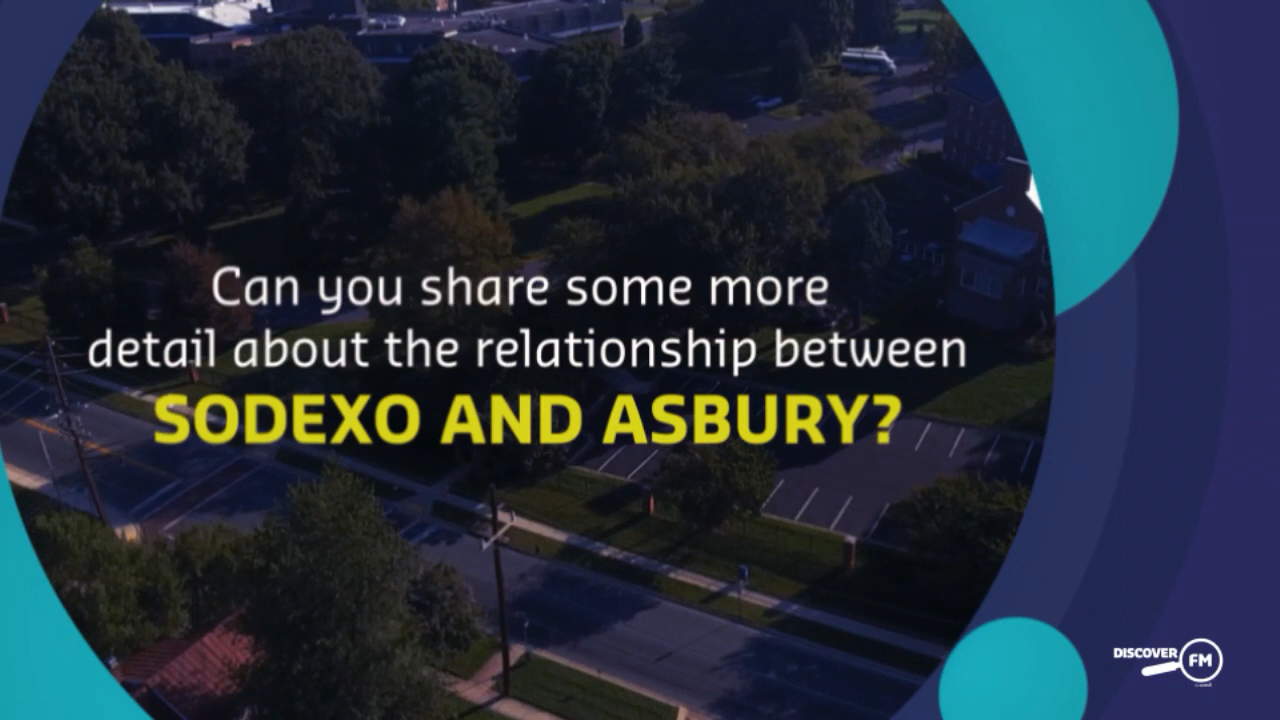 Can you share some more
detail about the relationship between
SODEXO AND ASBURY?
DISCOVER
FM